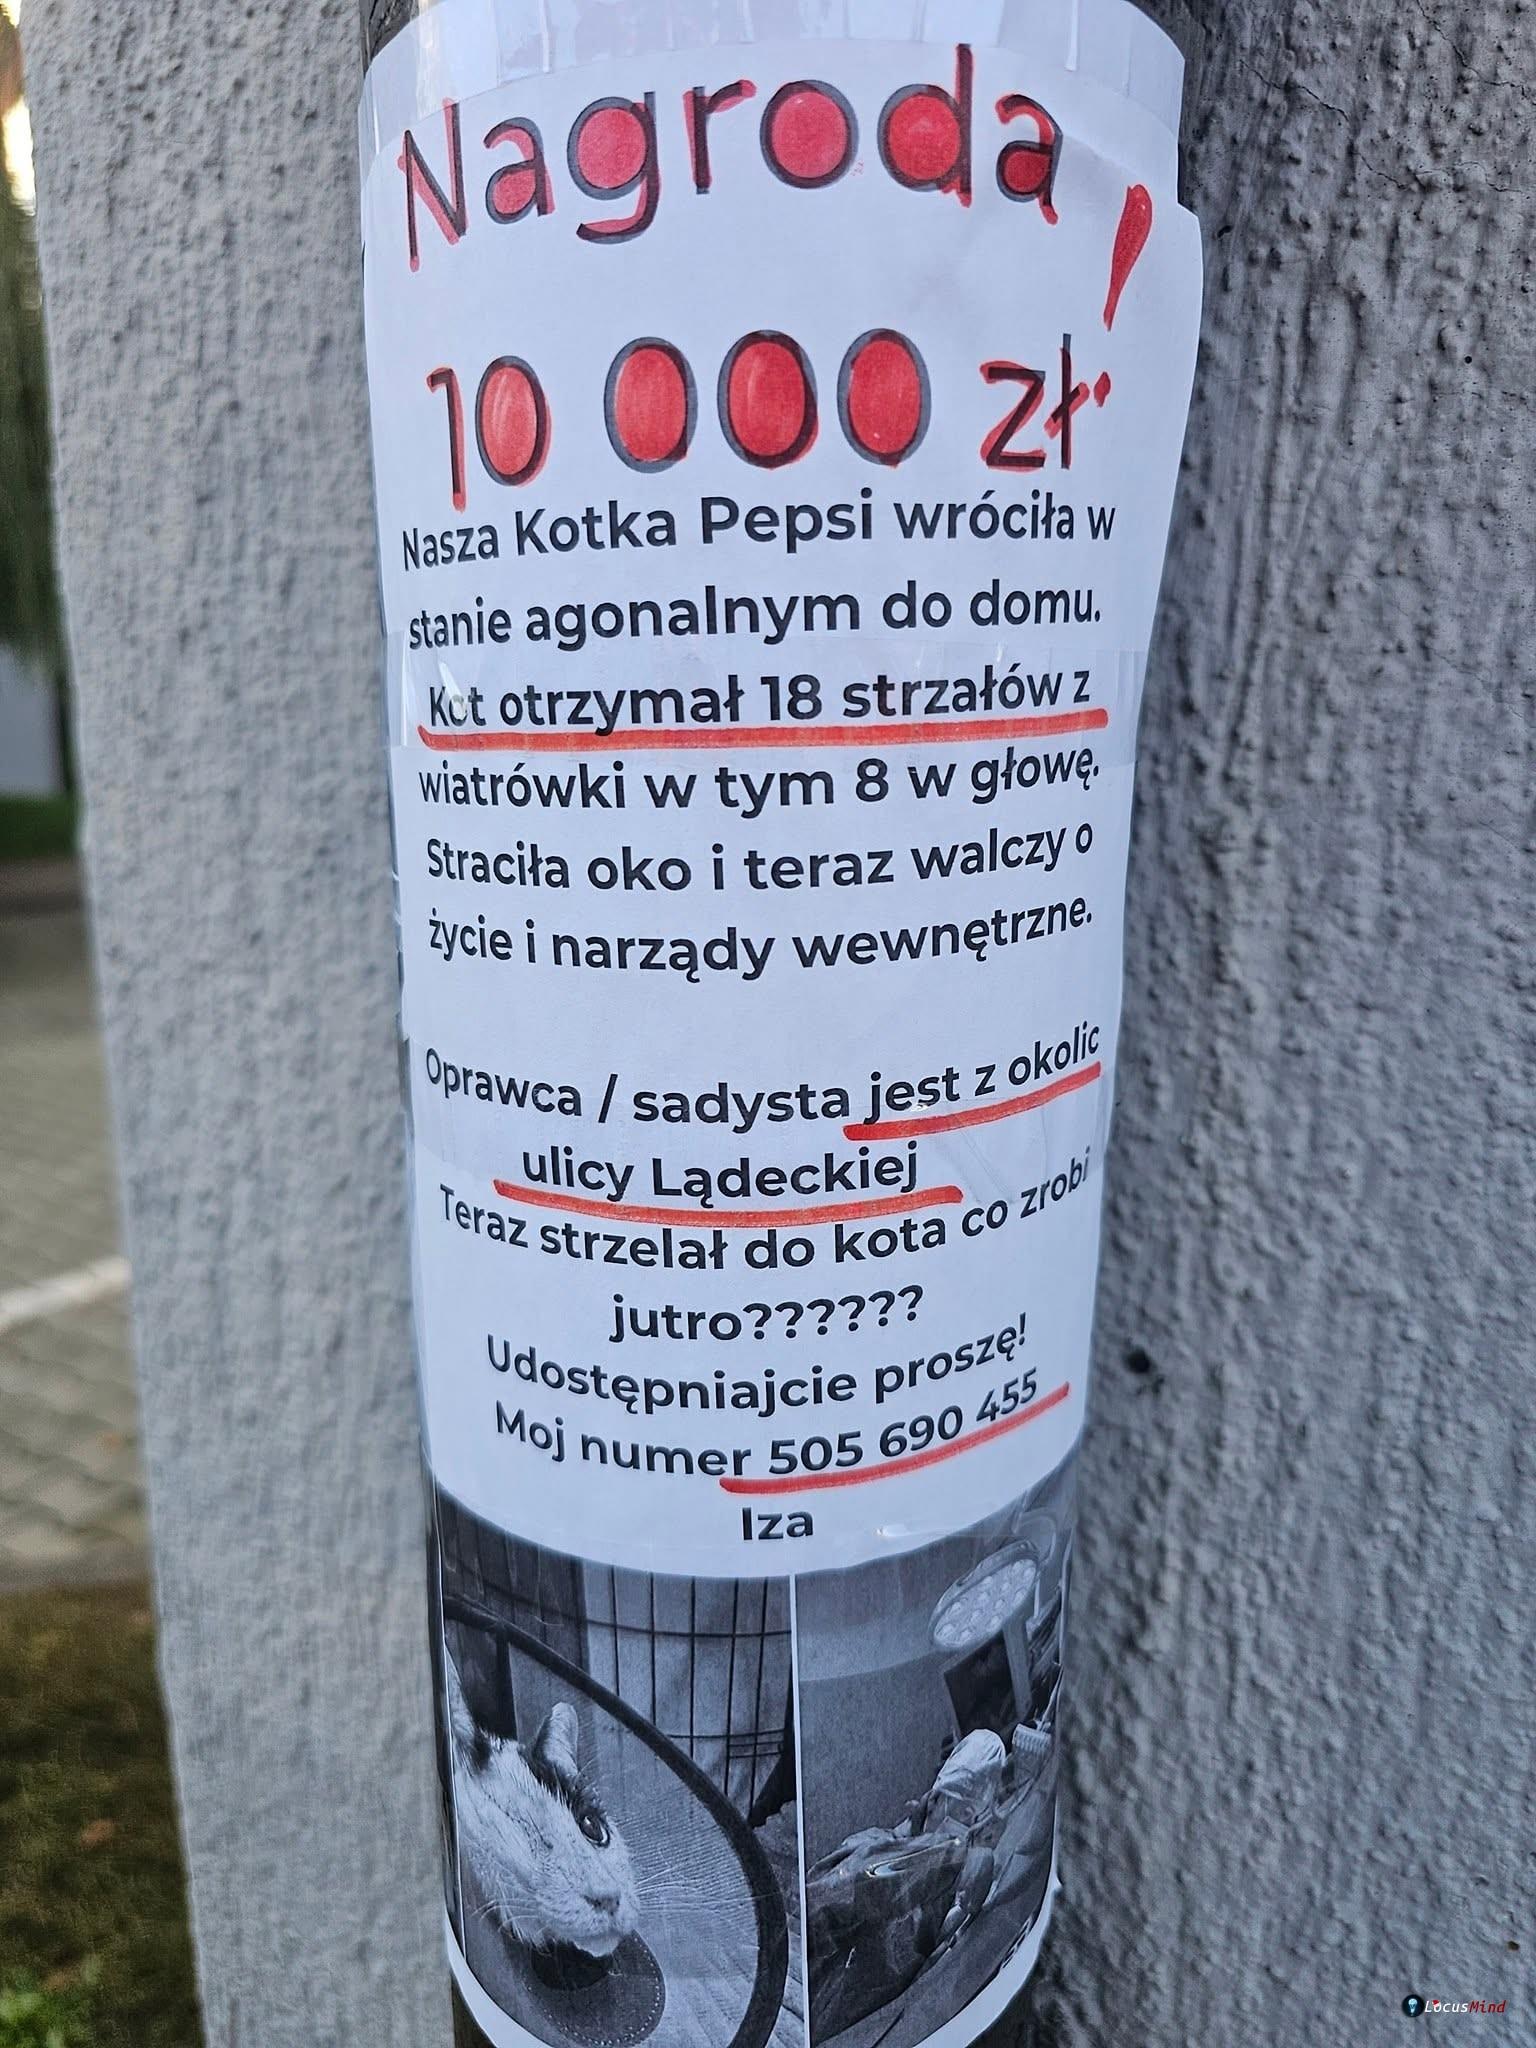 Nagroda!
10 000 zł
Nasza Kotka Pepsi wróciła w
stanie agonalnym do domu.
Kot otrzymał 18 strzałów z
wiatrówki w tym 8 w głowę.
Straciła oko i teraz walczy o
życie i narządy wewnętrzne.
Oprawca / sadysta jest z okolic
ulicy Lądeckiej
Teraz strzelał do kota co zrobi
jutro??????
Udostępniajcie proszę!
Moj numer 505 690 455
Iza
LocusMind